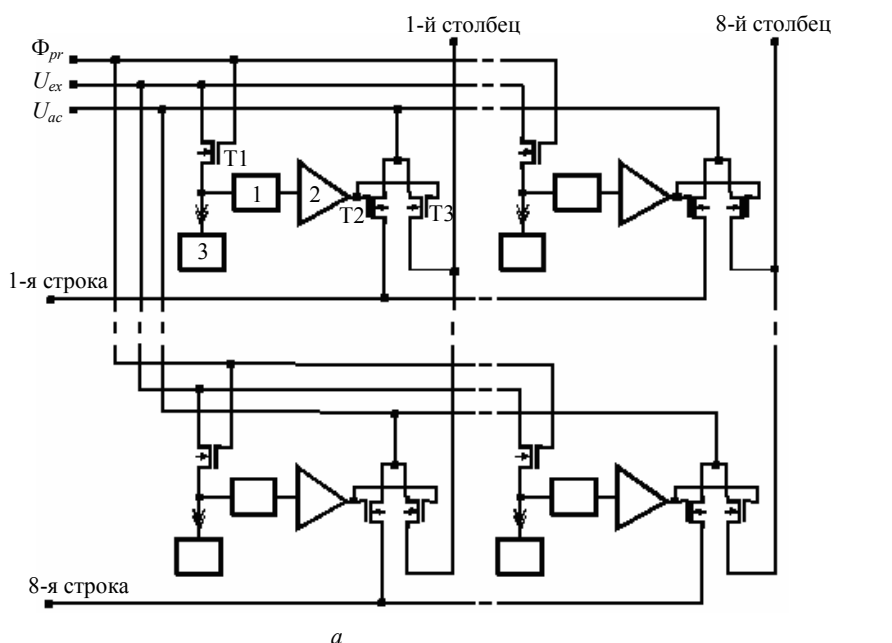 1-й столбец
8-й столбец
Φpr
Uex
Uac
T1
1
2
T2
T3
3
1-я строка
8-я строка
а